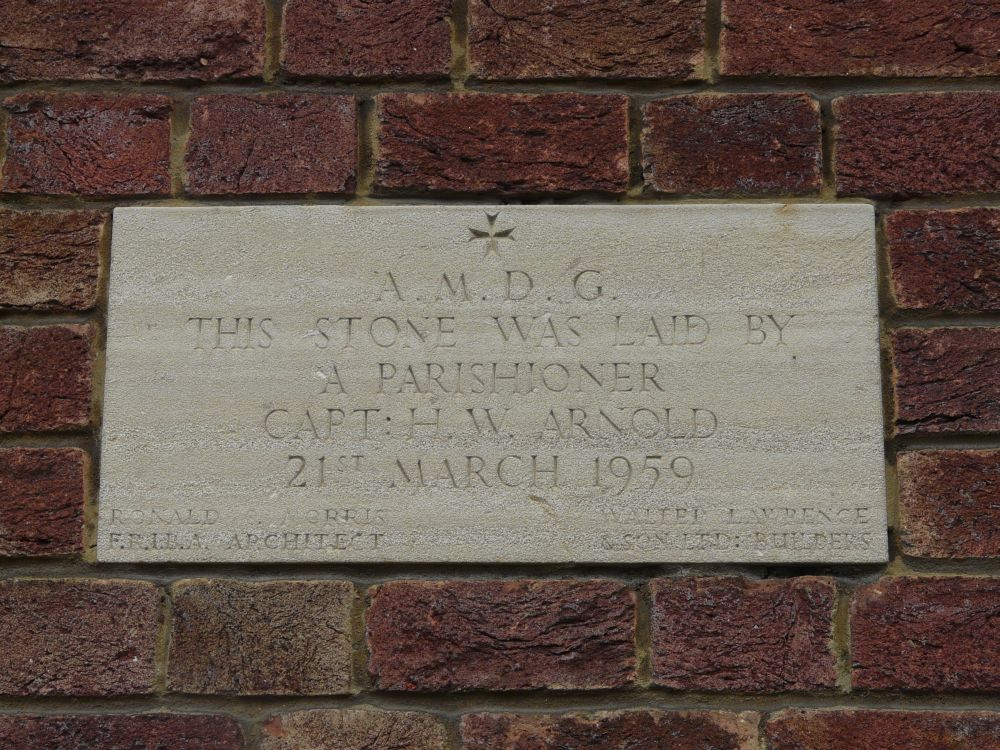 A. M. D. G.
THIS STONE WAS LAID BY
A PARISHIONER
CAPT: H. W. ARNOLD
21ST MARCH 1959
RONALD MORRIS
F.R.I.B.A. ARCHITECT
WALTER LAWRENCE
& SON LTD: BUILDERS